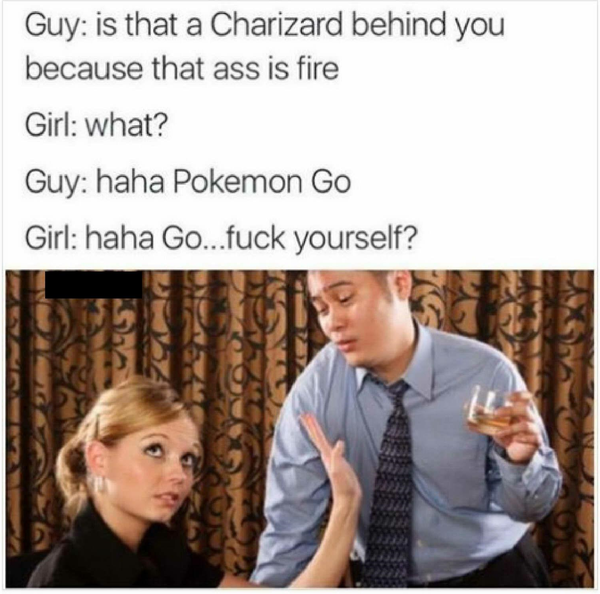 Guy: is that a Charizard behind you
because that ass is fire
Girl: what?
Guy: haha Pokemon Go
Girl: haha Go...fuck yourself?